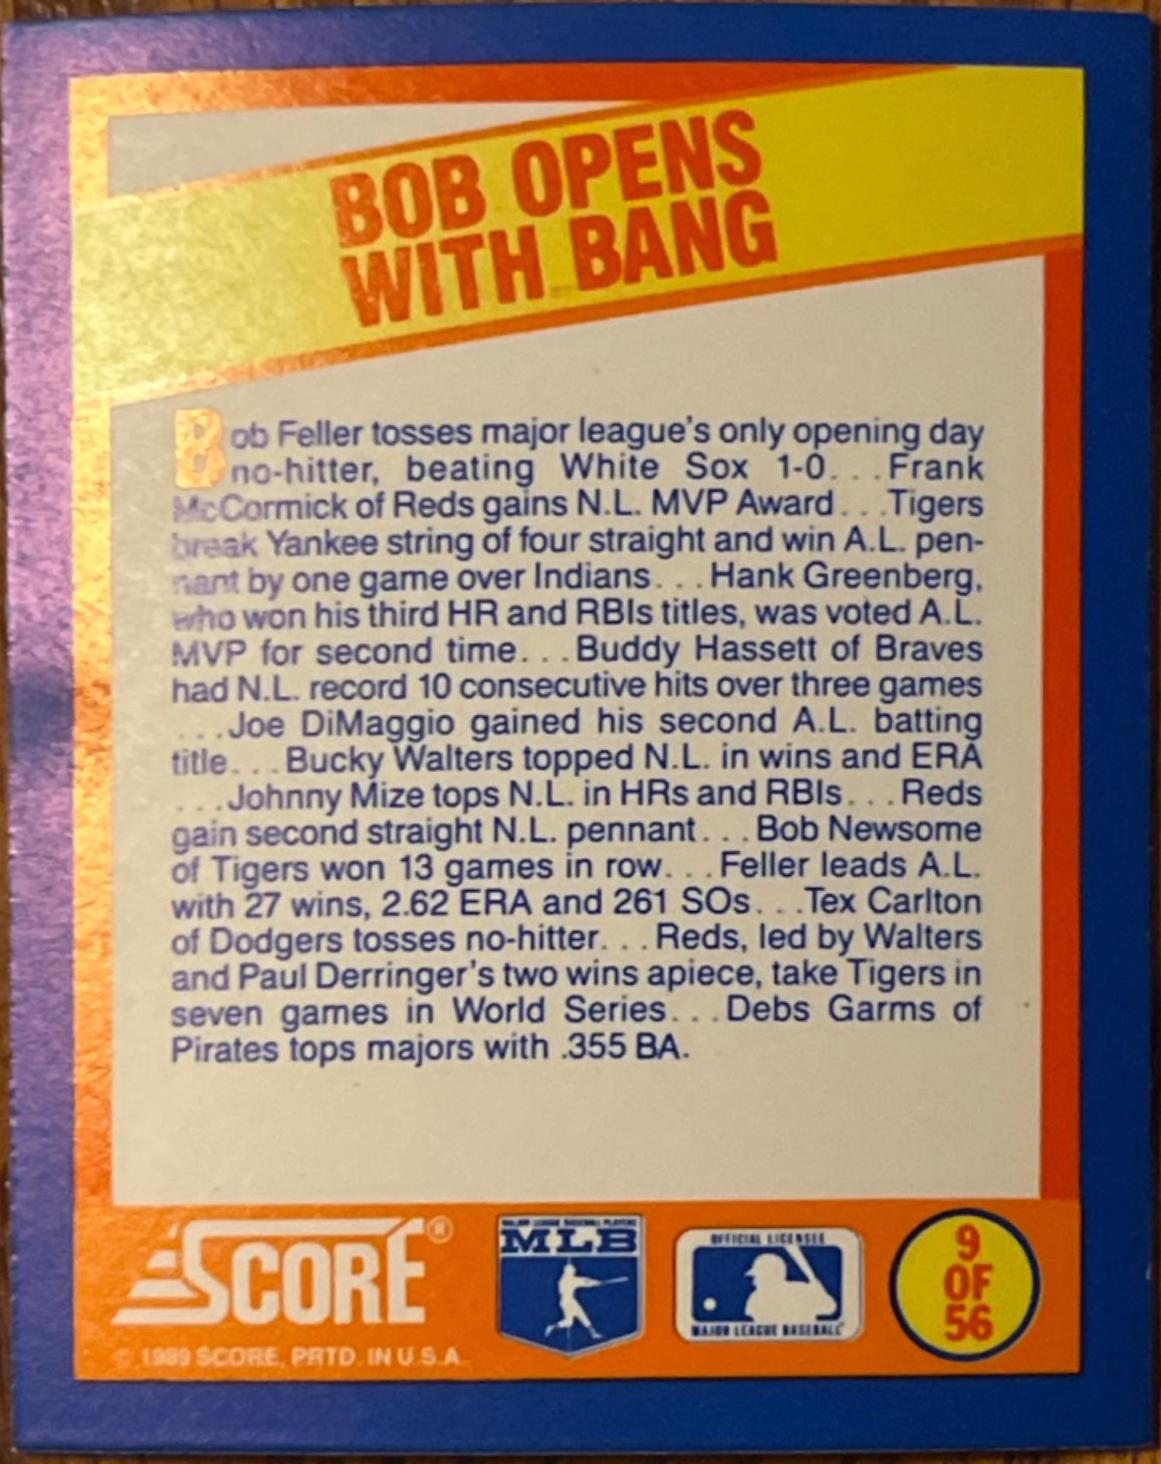 BOB OPENS
WITH BANG
Bob Feller tosses major league's only opening day
no-hitter, beating White Sox 1-0. . .Frank
McCormick of Reds gains N.L. MVP Award. . .Tigers
break Yankee string of four straight and win A.L. pen-
nant by one game over Indians. . .Hank Greenberg,
who won his third HR and RBIs titles, was voted A.L.
MVP for second time. . .Buddy Hassett of Braves
had N.L. record 10 consecutive hits over three games
. . .Joe DiMaggio gained his second A.L. batting
title. . .Bucky Walters topped N.L. in wins and ERA
. . .Johnny Mize tops N.L. in HRs and RBIs. . .Reds
gain second straight N.L. pennant. . .Bob Newsome
of Tigers won 13 games in row. . .Feller leads A.L.
with 27 wins, 2.62 ERA and 261 SOs. . .Tex Carlton
of Dodgers tosses no-hitter. . .Reds, led by Walters
and Paul Derringer's two wins apiece, take Tigers in
seven games in World Series. . .Debs Garms of
Pirates tops majors with .355 BA.
SCORE®
© 1989 SCORE, PRTD. IN U.S.A.
MAJOR LEAGUE BASEBALL PLAYERS
MLB
OFFICIAL LICENSEE
MAJOR LEAGUE BASEBALL
9
OF
56